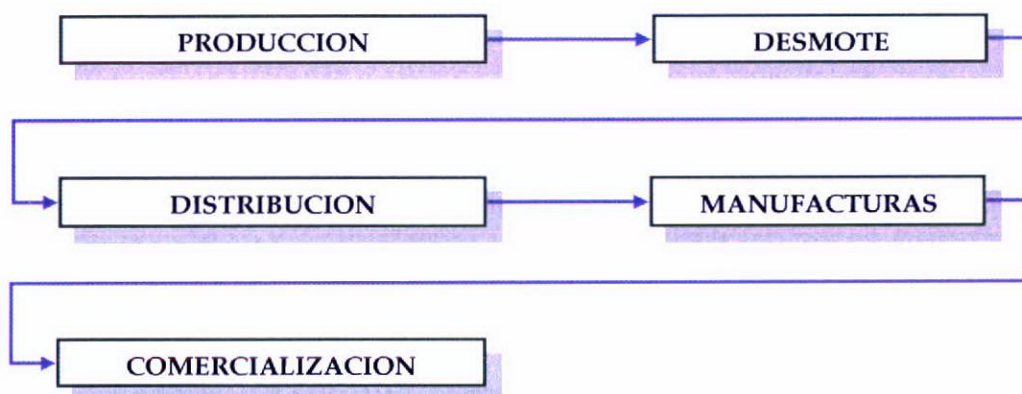 PRODUCCION
DESMOTE
DISTRIBUCION
MANUFACTURAS
COMERCIALIZACION